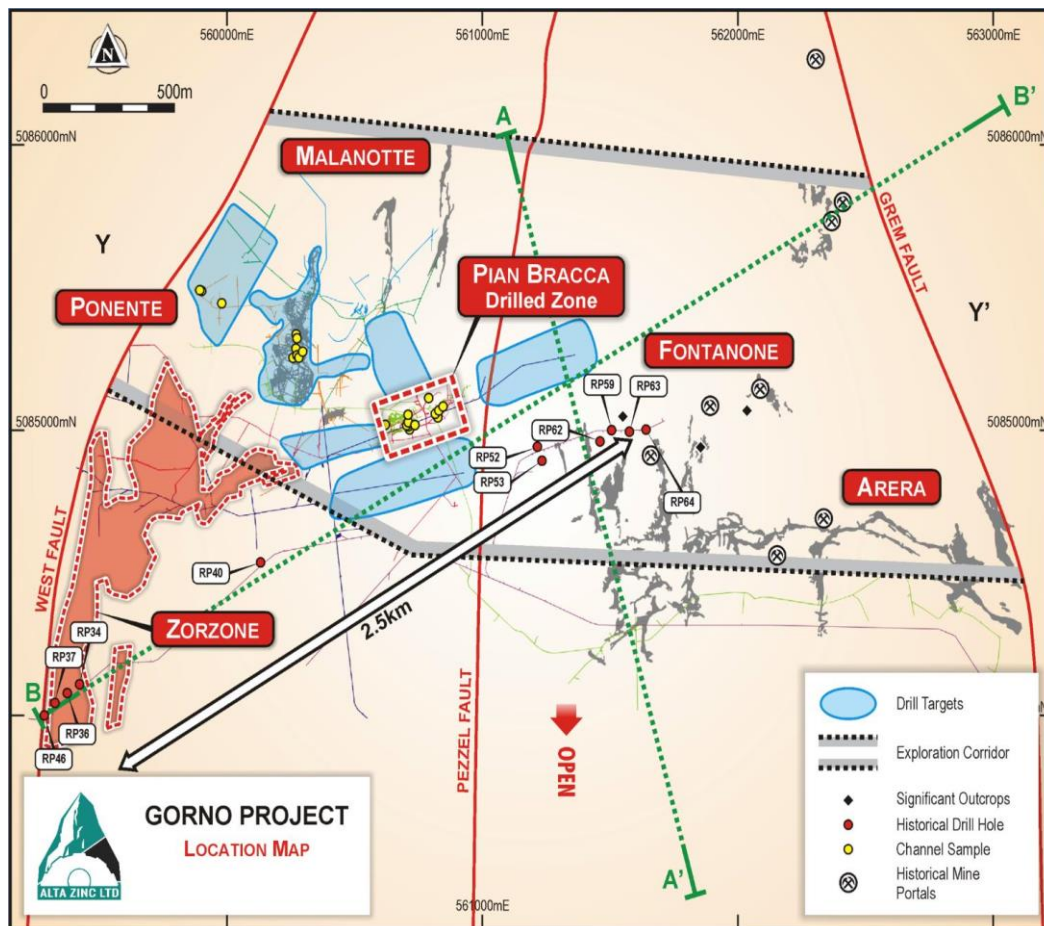 560000mE
561000mE
562000mE
563000mE
N
0
500m
A
B'
5086000mN
5086000mN
MALANOTTE
GREM FAULT
Y
PIAN BRACCA
Drilled Zone
Y'
PONENTE
FONTANONE
RP59
RP63
5085000mN
5085000mN
RP62
RP52
RP53
RP64
ARERA
WEST FAULT
RP40
2.5km
ZORZONE
RP34
RP37
B
RP36
RP46
PEZZEL FAULT
OPEN
mN
GORNO PROJECT
LOCATION MAP
ALTA ZINC LTD
A'
561000mE
Drill Targets
Exploration Corridor
Significant Outcrops
Historical Drill Hole
Channel Sample
Historical Mine
Portals